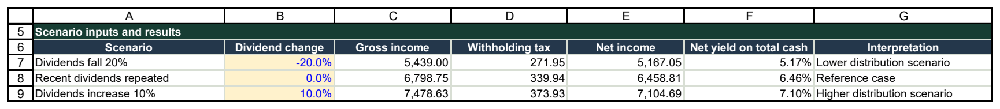 A B C D E F G
5 Scenario inputs and results
6 Scenario Dividend change Gross income Withholding tax Net income Net yield on total cash Interpretation
7 Dividends fall 20% -20.0% 5,439.00 271.95 5,167.05 5.17% Lower distribution scenario
8 Recent dividends repeated 0.0% 6,798.75 339.94 6,458.81 6.46% Reference case
9 Dividends increase 10% 10.0% 7,478.63 373.93 7,104.69 7.10% Higher distribution scenario